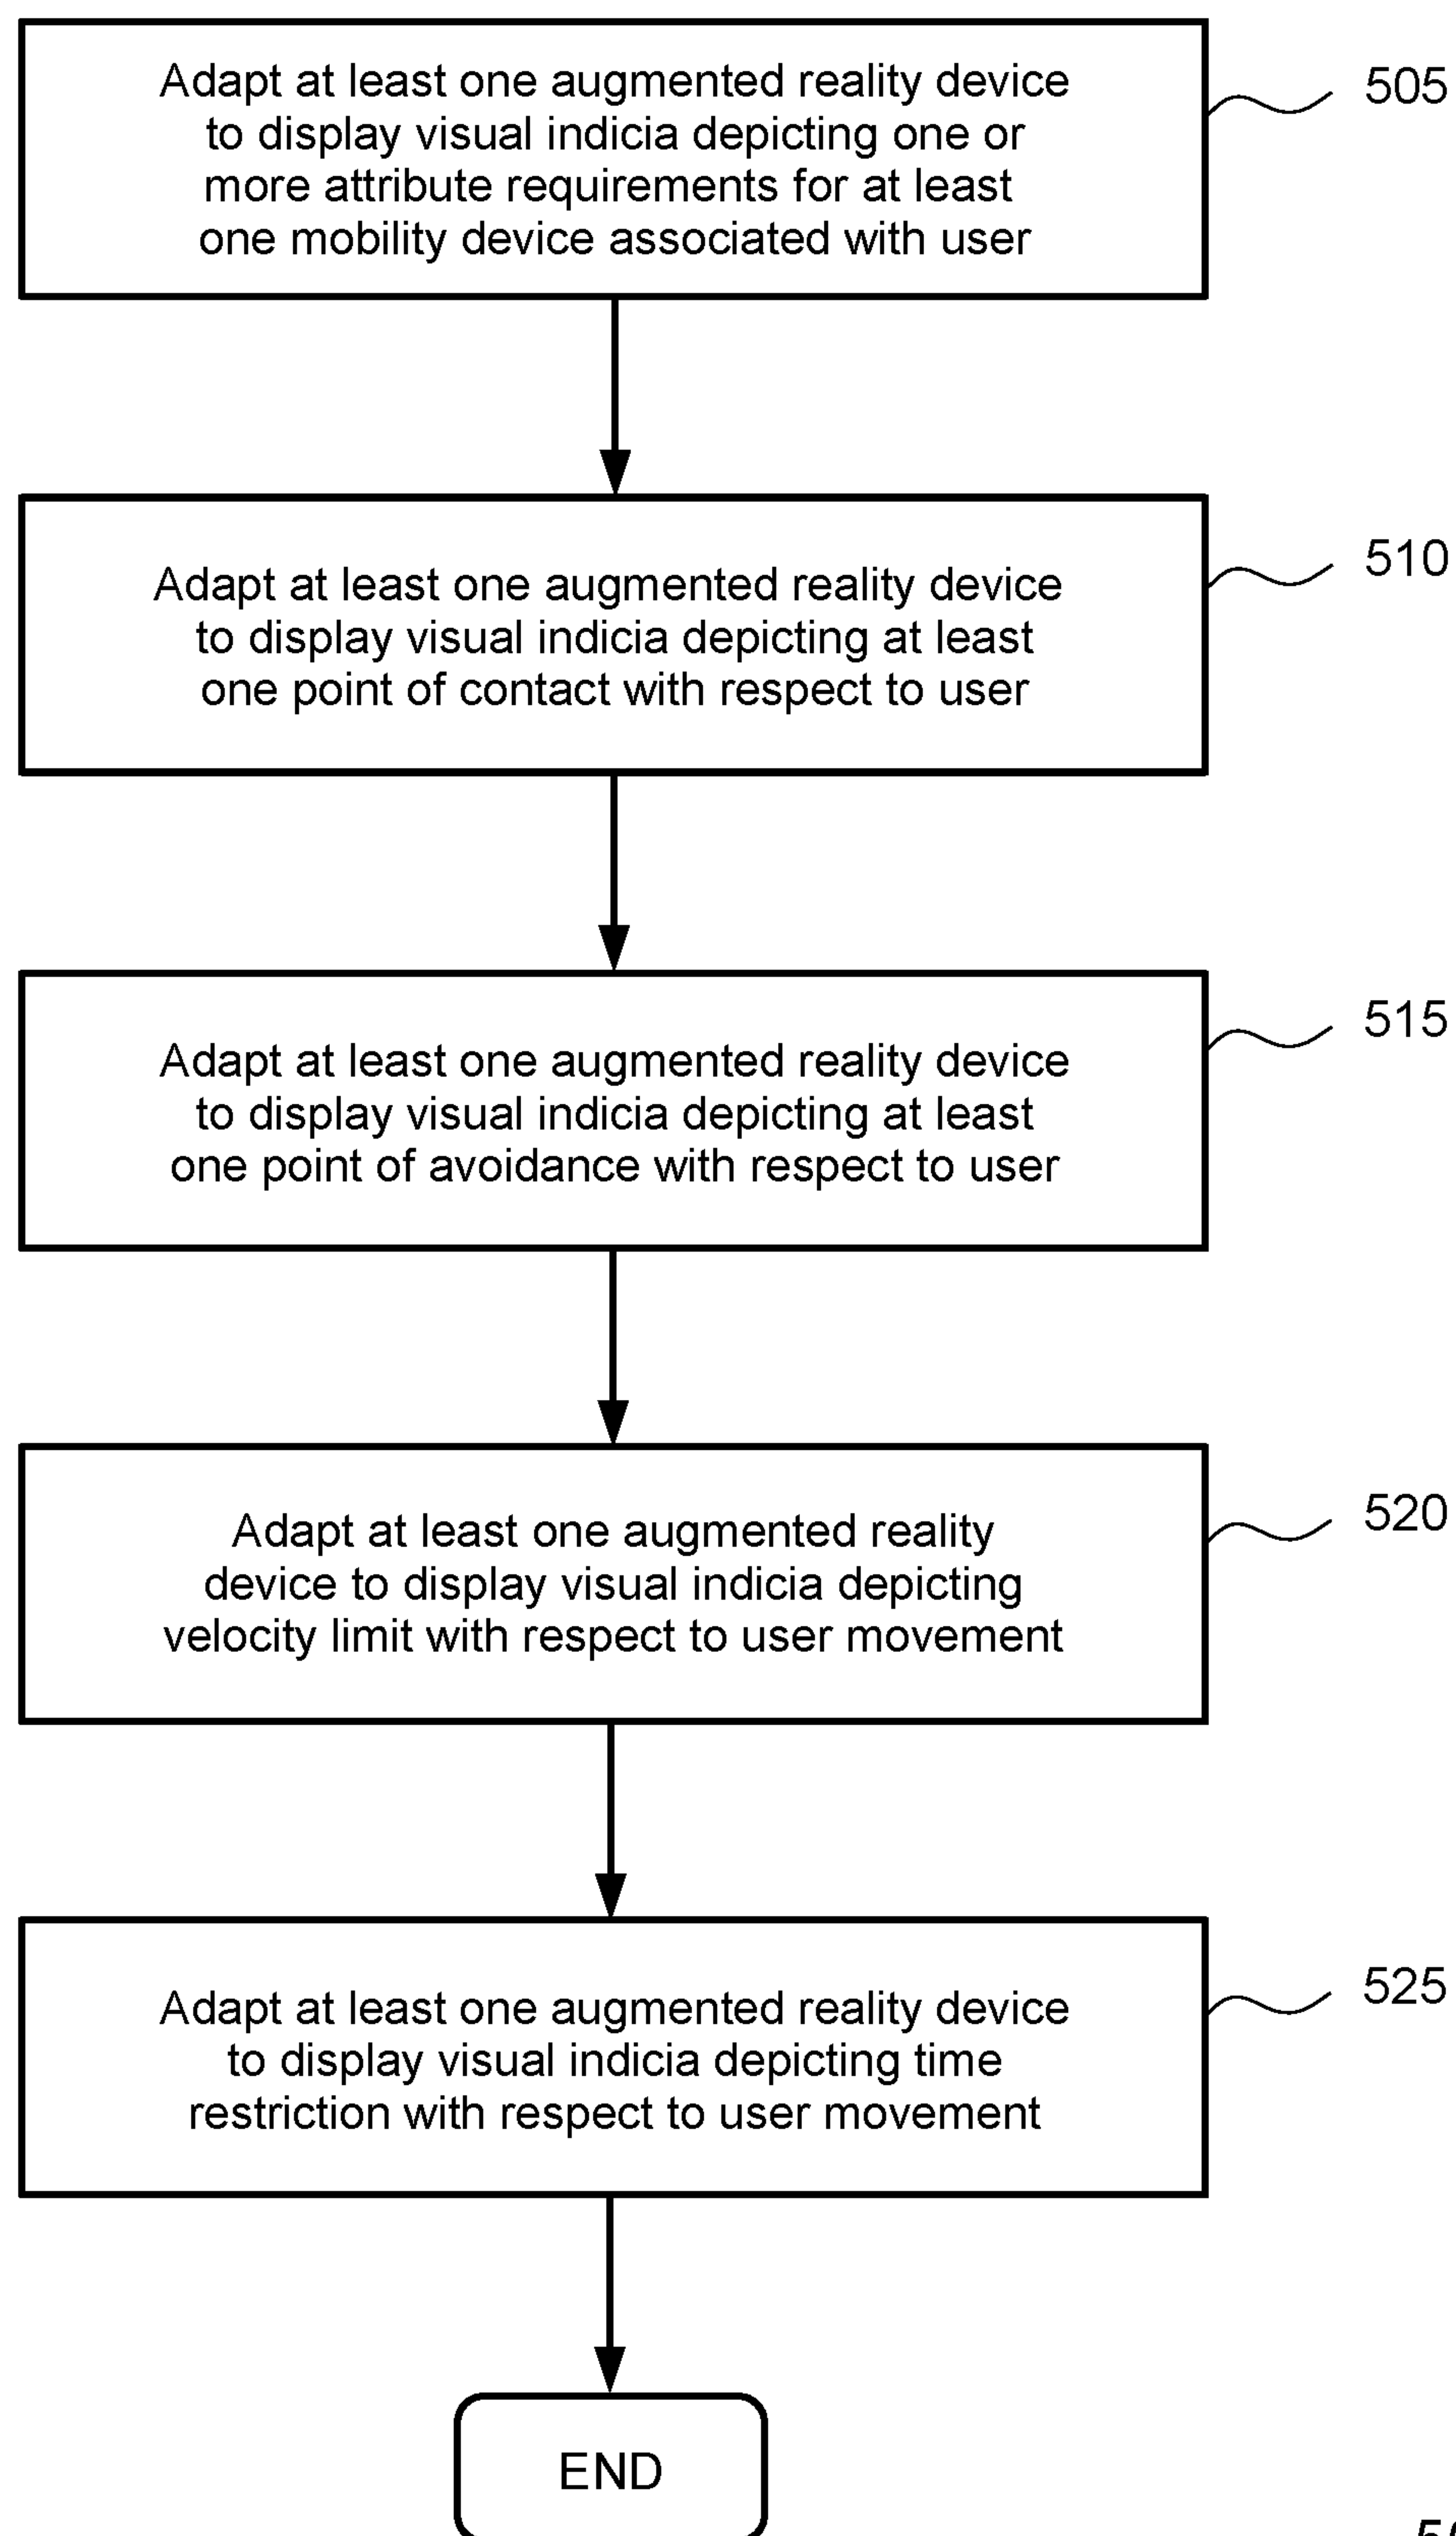 Adapt at least one augmented reality device
to display visual indicia depicting one or
more attribute requirements for at least
one mobility device associated with user
505
Adapt at least one augmented reality device
to display visual indicia depicting at least
one point of contact with respect to user
510
Adapt at least one augmented reality device
to display visual indicia depicting at least
one point of avoidance with respect to user
515
Adapt at least one augmented reality
device to display visual indicia depicting
velocity limit with respect to user movement
520
Adapt at least one augmented reality device
to display visual indicia depicting time
restriction with respect to user movement
525
END